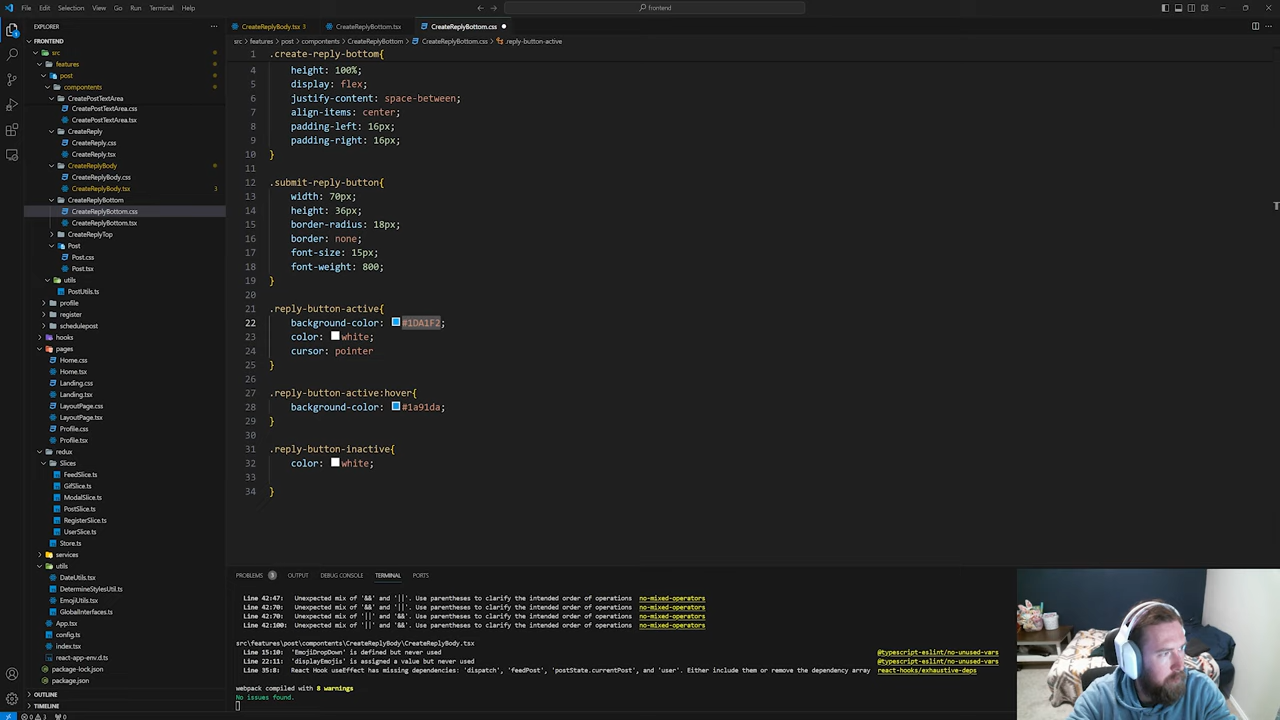 File Edit Selection View Go Run Terminal Help
frontend
EXPLORER
CreateReplyBody.tsx 3
CreateReplyBottom.tsx
CreateReplyBottom.css
FRONTEND
src > features > post > compontents > CreateReplyBottom > CreateReplyBottom.css > .reply-button-active
src
features
post
compontents
CreatePostTextArea
CreatePostTextArea.css
CreatePostTextArea.tsx
CreateReply
CreateReply.css
CreateReply.tsx
CreateReplyBody
CreateReplyBody.css
CreateReplyBody.tsx 3
CreateReplyBottom
CreateReplyBottom.css
CreateReplyBottom.tsx
CreateReplyTop
Post
Post.css
Post.tsx
utils
PostUtils.ts
profile
register
schedulepost
hooks
pages
Home.css
Home.tsx
Landing.css
Landing.tsx
LayoutPage.css
LayoutPage.tsx
Profile.css
Profile.tsx
redux
Slices
FeedSlice.ts
GifSlice.ts
ModalSlice.ts
PostSlice.ts
RegisterSlice.ts
UserSlice.ts
Store.ts
services
utils
DateUtils.tsx
DetermineStylesUtil.ts
EmojiUtils.tsx
GlobalInterfaces.ts
App.tsx
config.ts
index.tsx
react-app-env.d.ts
package-lock.json
package.json
OUTLINE
TIMELINE
1 .create-reply-bottom{
4 height: 100%;
5 display: flex;
6 justify-content: space-between;
7 align-items: center;
8 padding-left: 16px;
9 padding-right: 16px;
10 }
11
12 .submit-reply-button{
13 width: 70px;
14 height: 36px;
15 border-radius: 18px;
16 border: none;
17 font-size: 15px;
18 font-weight: 800;
19 }
20
21 .reply-button-active{
22 background-color: #1DA1F2;
23 color: white;
24 cursor: pointer
25 }
26
27 .reply-button-active:hover{
28 background-color: #1a91da;
29 }
30
31 .reply-button-inactive{
32 color: white;
33
34 }
PROBLEMS 3 OUTPUT DEBUG CONSOLE TERMINAL PORTS
Line 42:47: Unexpected mix of '&&' and '||'. Use parentheses to clarify the intended order of operations no-mixed-operators
Line 42:70: Unexpected mix of '&&' and '||'. Use parentheses to clarify the intended order of operations no-mixed-operators
Line 42:70: Unexpected mix of '||' and '&&'. Use parentheses to clarify the intended order of operations no-mixed-operators
Line 42:100: Unexpected mix of '||' and '&&'. Use parentheses to clarify the intended order of operations no-mixed-operators
src\features\post\compontents\CreateReplyBody\CreateReplyBody.tsx
Line 15:10: 'EmojiDropDown' is defined but never used @typescript-eslint/no-unused-vars
Line 22:11: 'displayEmojis' is assigned a value but never used @typescript-eslint/no-unused-vars
Line 35:8: React Hook useEffect has missing dependencies: 'dispatch', 'feedPost', 'postState.currentPost', and 'user'. Either include them or remove the dependency array react-hooks/exhaustive-deps
webpack compiled with 8 warnings
No issues found.
0 3 0